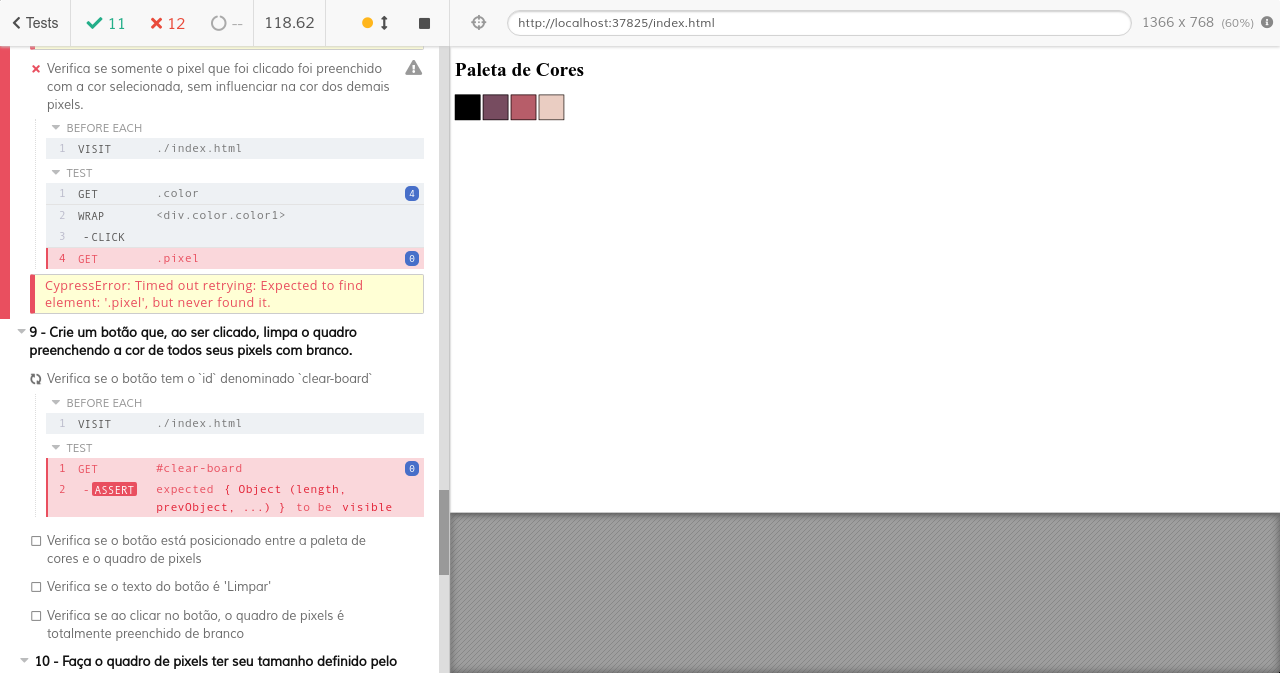 Tests
11
12
--
118.62
http://localhost:37825/index.html
1366 x 768 (60%)
Verifica se somente o pixel que foi clicado foi preenchido
com a cor selecionada, sem influenciar na cor dos demais
pixels.
BEFORE EACH
1 VISIT ./index.html
TEST
1 GET .color 4
2 WRAP <div.color.color1>
3 -CLICK
4 GET .pixel 0
CypressError: Timed out retrying: Expected to find
element: '.pixel', but never found it.
9 - Crie um botão que, ao ser clicado, limpa o quadro
preenchendo a cor de todos seus pixels com branco.
Verifica se o botão tem o `id` denominado `clear-board`
BEFORE EACH
1 VISIT ./index.html
TEST
1 GET #clear-board 0
2 -ASSERT expected { Object (length,
prevObject, ...) } to be visible
Verifica se o botão está posicionado entre a paleta de
cores e o quadro de pixels
Verifica se o texto do botão é 'Limpar'
Verifica se ao clicar no botão, o quadro de pixels é
totalmente preenchido de branco
10 - Faça o quadro de pixels ter seu tamanho definido pelo
Paleta de Cores